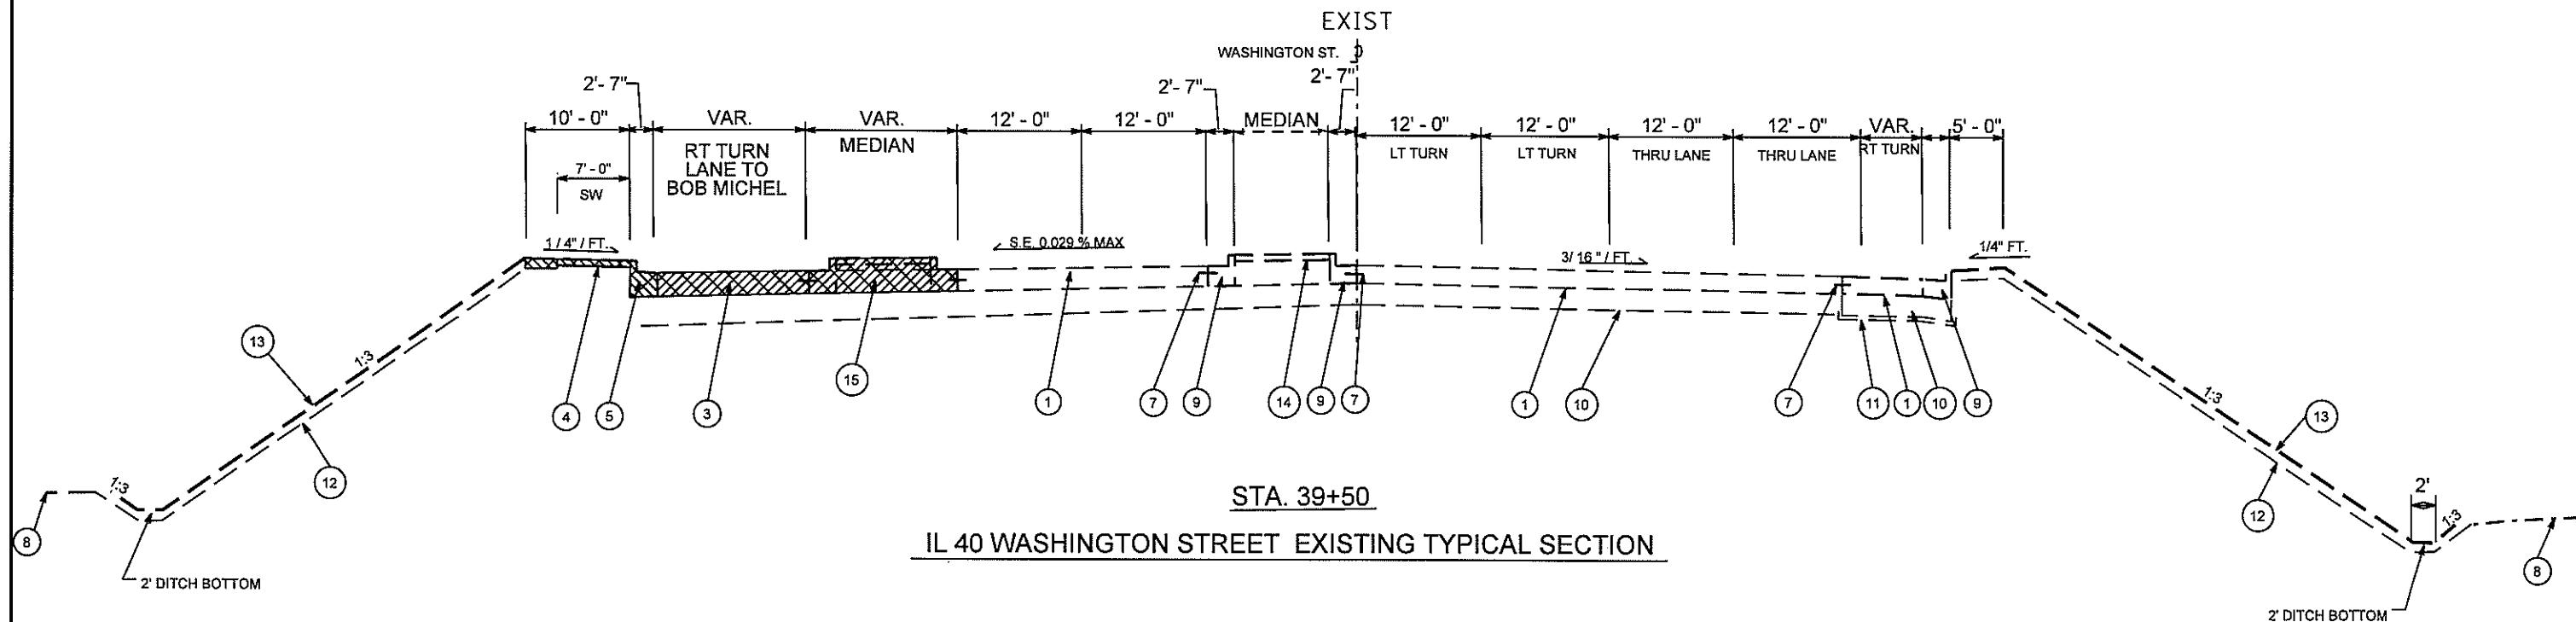 EXIST
WASHINGTON ST.
2'- 7" 2'- 7" 2'- 7"
10' - 0" VAR. VAR. 12' - 0" 12' - 0" MEDIAN 12' - 0" 12' - 0" 12' - 0" 12' - 0" VAR. 5' - 0"
RT TURN LANE TO BOB MICHEL
MEDIAN
LT TURN LT TURN THRU LANE THRU LANE RT TURN
7' - 0"
SW
1 / 4" / FT. S.E. 0.029 % MAX 3/ 16 " / FT. 1/4" FT.
13 1:3 15 1:3 13
4 5 3 1 7 9 14 9 7 1 10 7 11 1 10 9
1:3 12 12 2' 1:3
8 8
2' DITCH BOTTOM
2' DITCH BOTTOM
STA. 39+50
IL 40 WASHINGTON STREET EXISTING TYPICAL SECTION